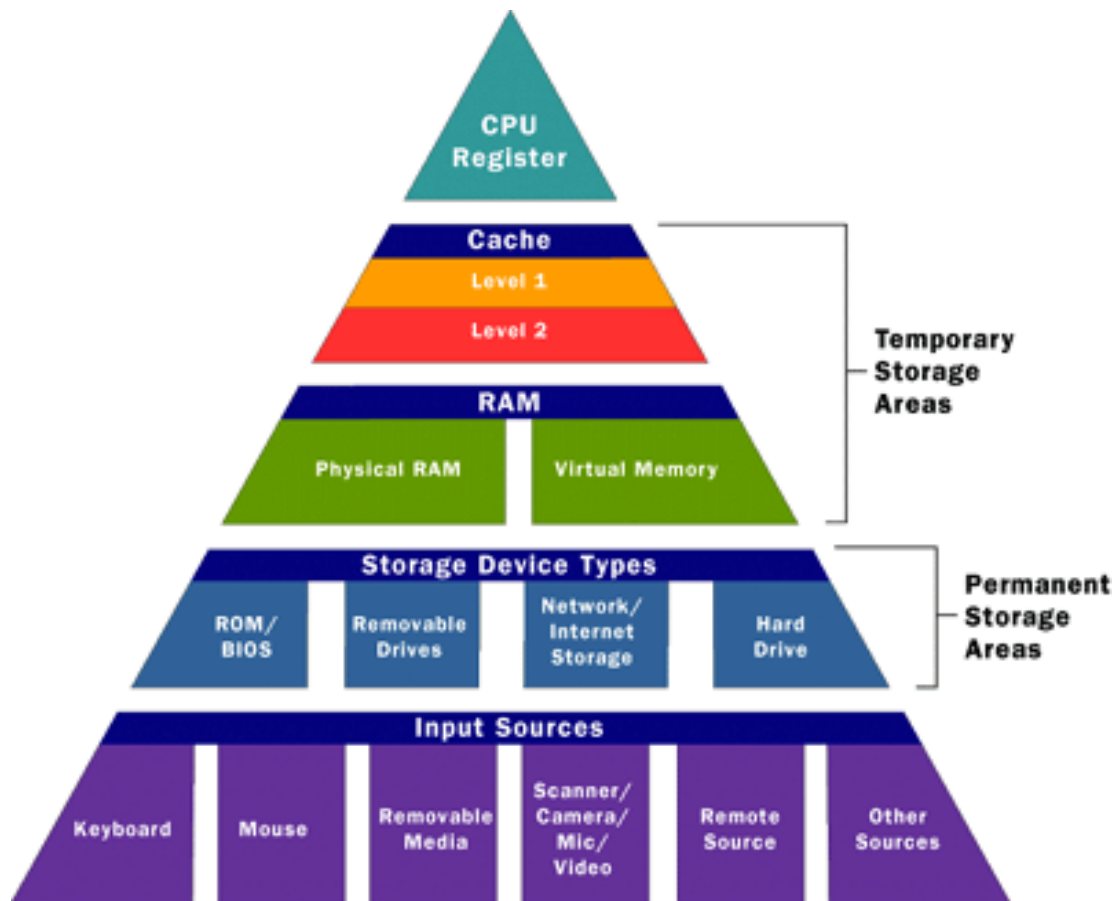 CPU
Register
Cache
Level 1
Level 2
Temporary
Storage
Areas
RAM
Physical RAM
Virtual Memory
Storage Device Types
ROM/
BIOS
Removable
Drives
Network/
Internet
Storage
Hard
Drive
Permanent
Storage
Areas
Input Sources
Keyboard
Mouse
Removable
Media
Scanner/
Camera/
Mic/
Video
Remote
Source
Other
Sources